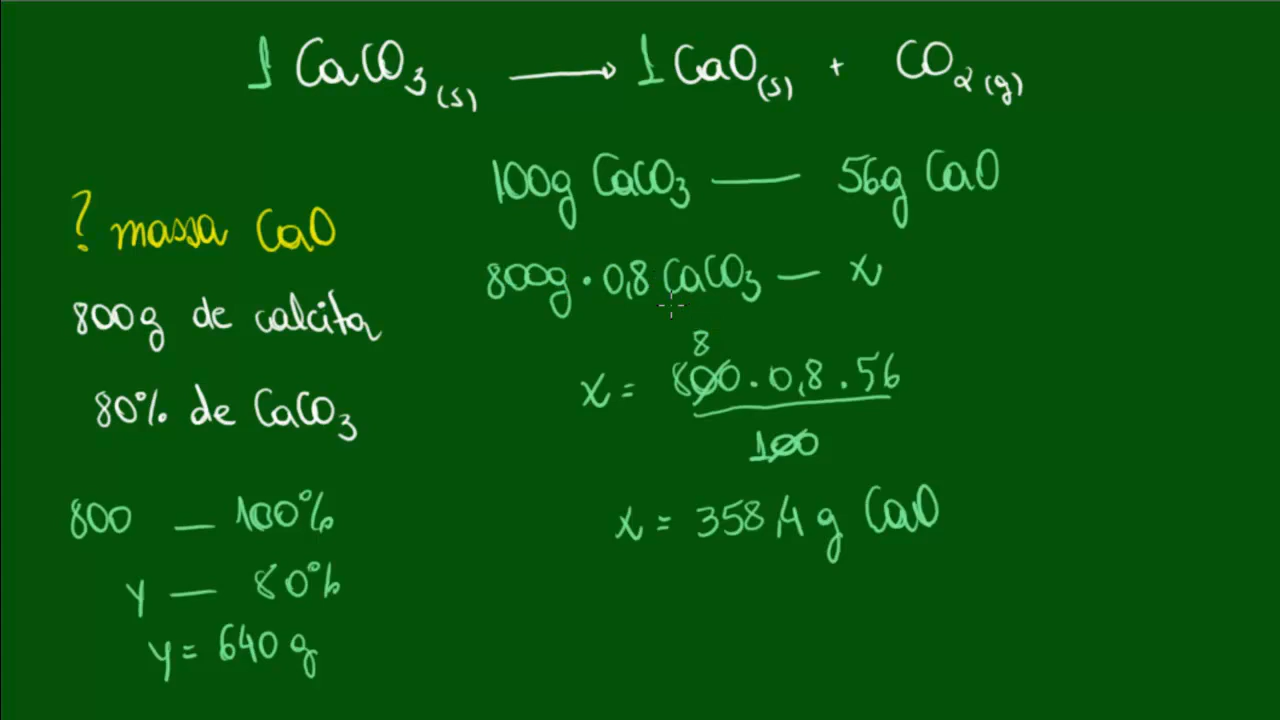 1 CaCO₃(s) → 1 CaO(s) + CO₂(g)
? massa CaO
800g de calcita
80% de CaCO₃
800 — 100%
y — 80%
y = 640 g
100g CaCO₃ — 56g CaO
800g · 0,8 CaCO₃ — x
8
x = 800 · 0,8 . 56
100
x = 358,4 g CaO